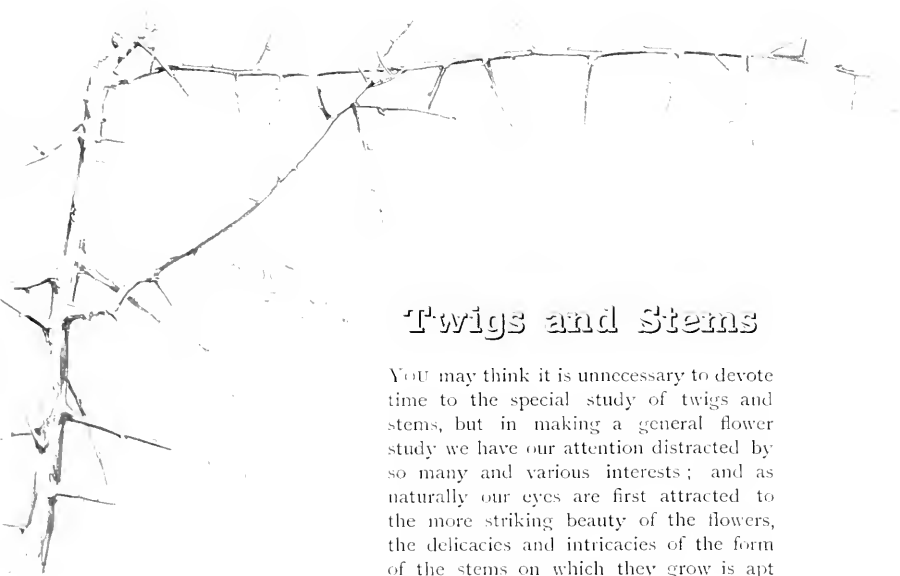 Twigs and Stems
YOU may think it is unnecessary to devote
time to the special study of twigs and
stems, but in making a general flower
study we have our attention distracted by
so many and various interests ; and as
naturally our eyes are first attracted to
the more striking beauty of the flowers,
the delicacies and intricacies of the form
of the stems on which they grow is apt